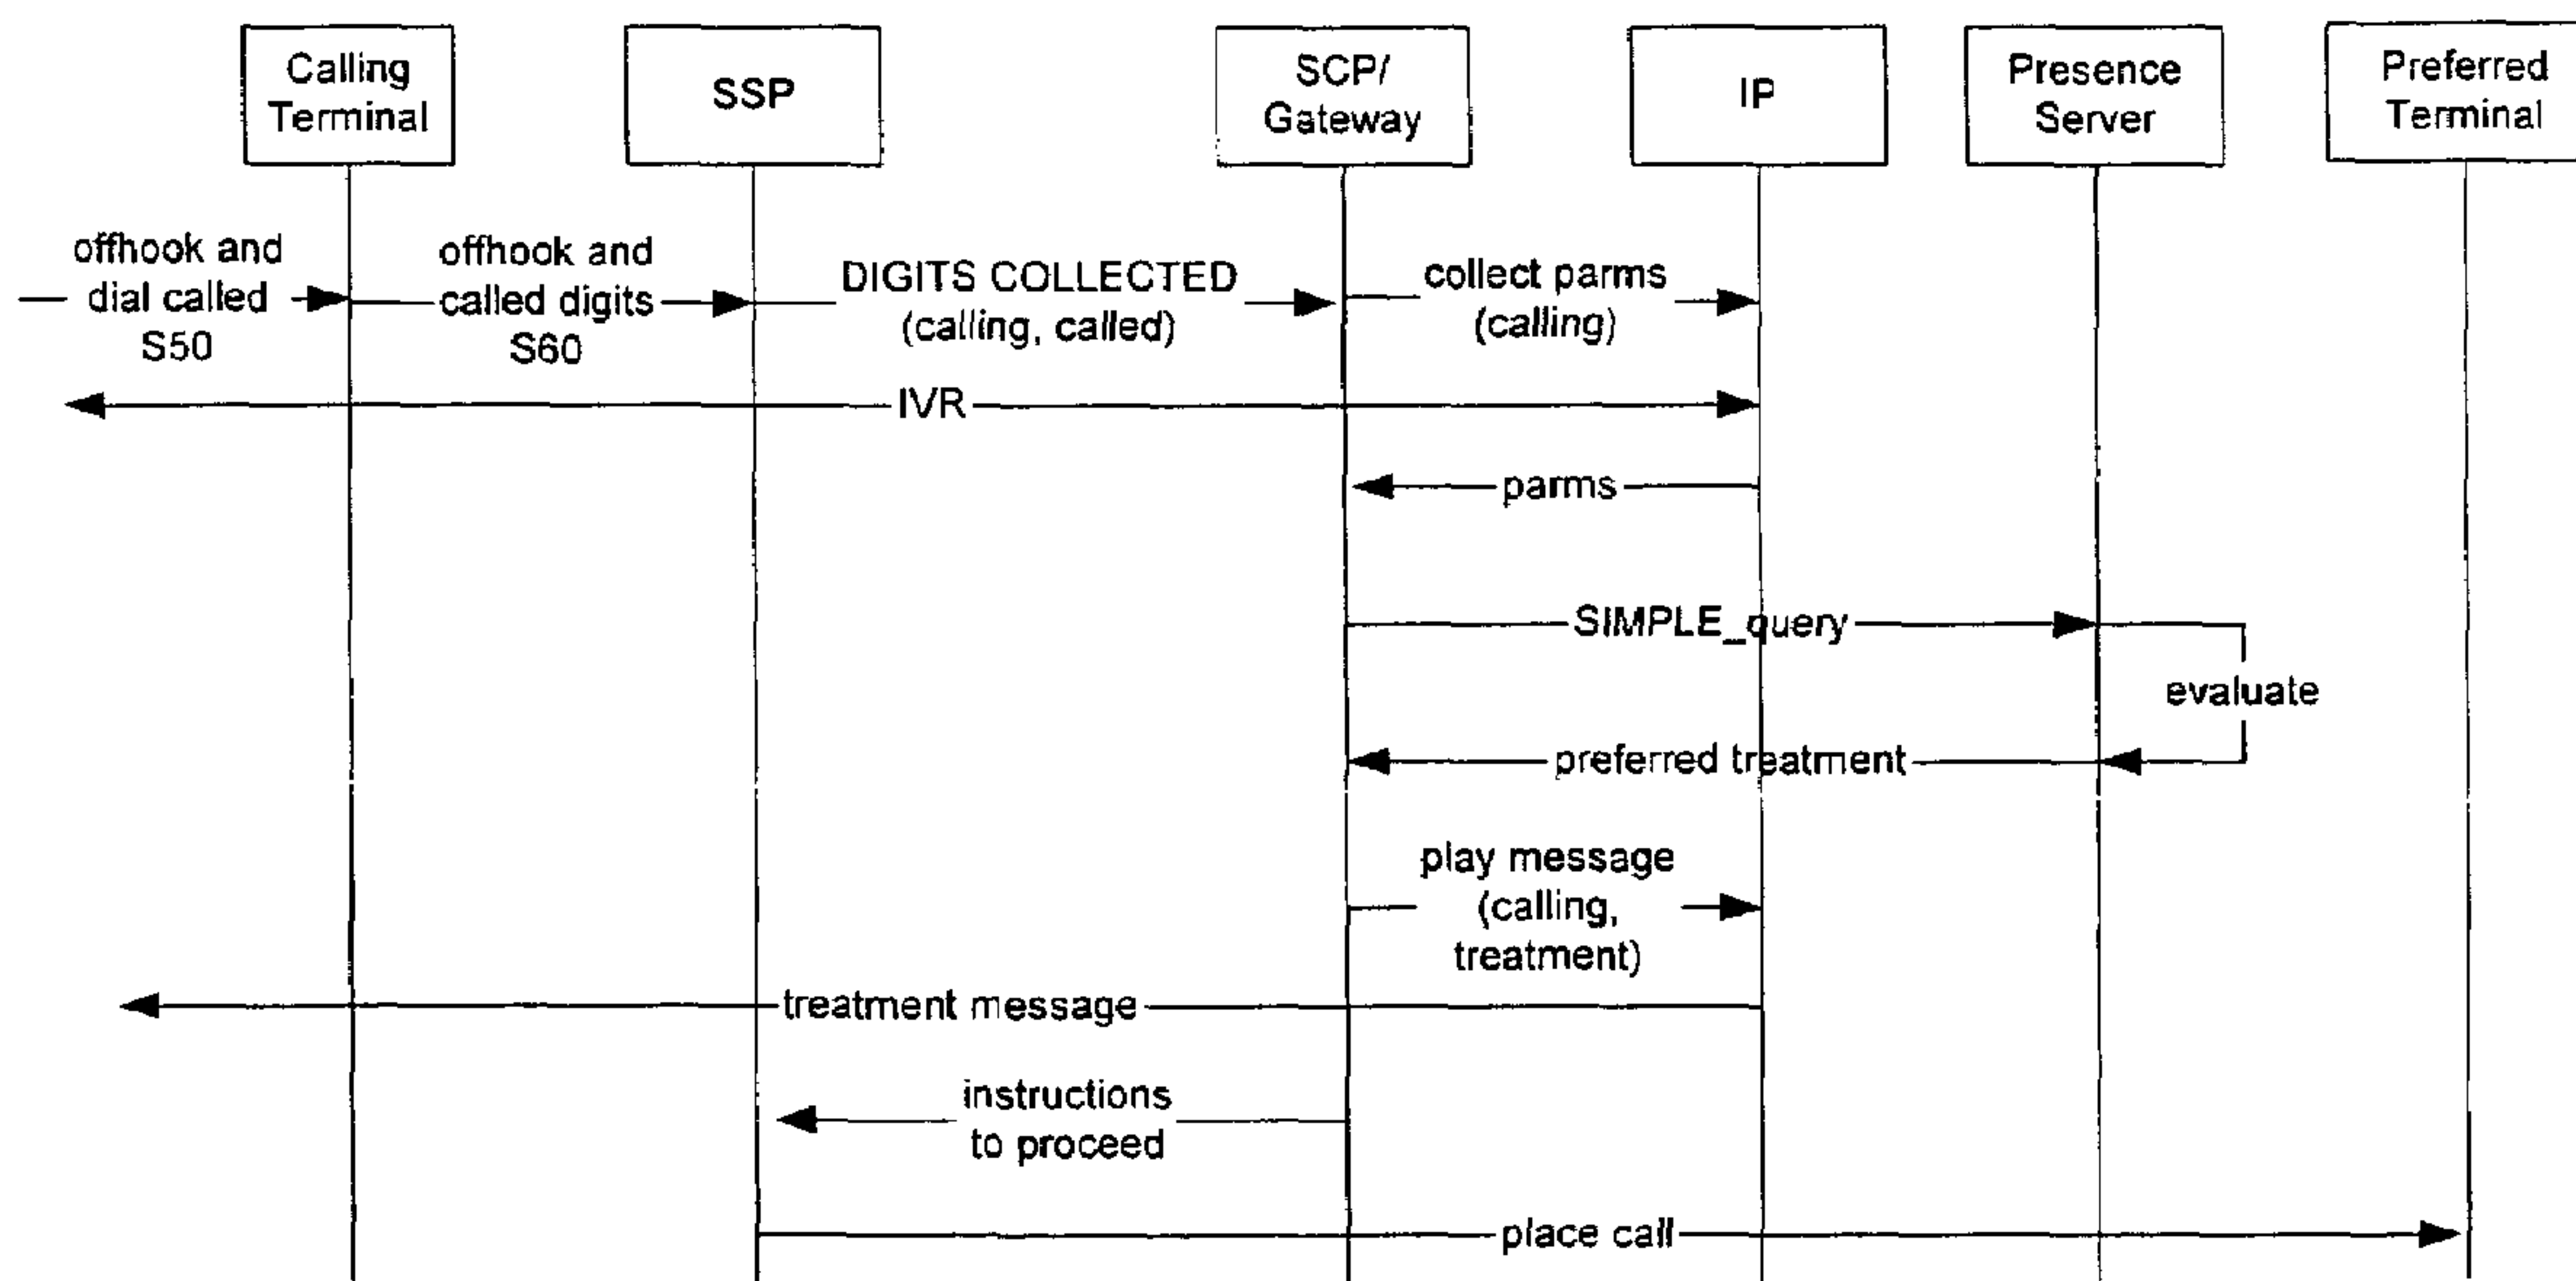 Calling
Terminal
SSP
SCP/
Gateway
IP
Presence
Server
Preferred
Terminal
offhook and
dial called
S50
offhook and
called digits
S60
DIGITS COLLECTED
(calling, called)
collect parms
(calling)
IVR
parms
SIMPLE_query
evaluate
preferred treatment
play message
(calling,
treatment)
treatment message
instructions
to proceed
place call